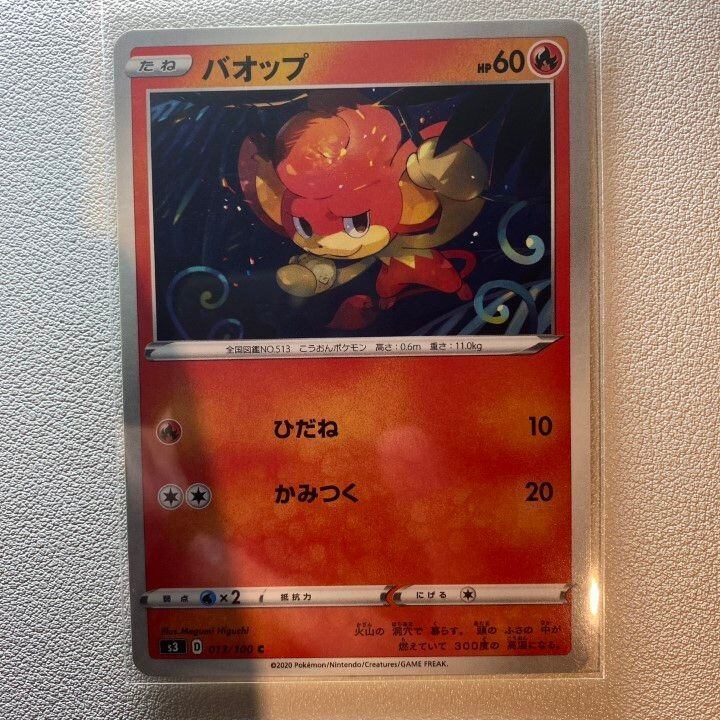 たね バオップ HP60
全国図鑑NO.513 こうおんポケモン 高さ:0.6m 重さ:11.0kg
ひだね 10
かみつく 20
弱点 ×2 抵抗力 にげる
Illus. Megumi Higuchi
火山の 洞穴で 暮らす。 頭の ふさの 中が
燃えていて 300度の 高温になる。
s3 D 013/100 C
©2020 Pokémon/Nintendo/Creatures/GAME FREAK.